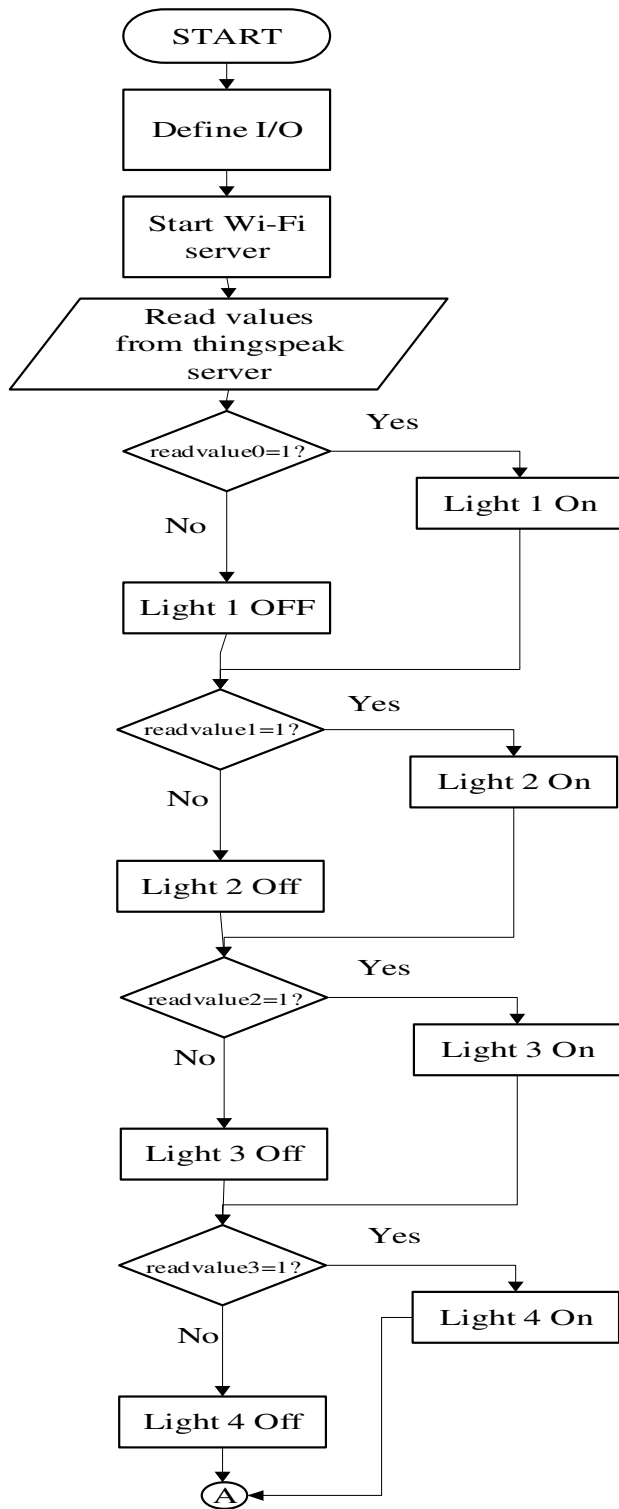 START
Define I/O
Start Wi-Fi
server
Read values
from thingspeak
server
Yes
readvalue0=1?
Light 1 On
No
Light 1 OFF
Yes
readvalue1=1?
Light 2 On
No
Light 2 Off
Yes
readvalue2=1?
Light 3 On
No
Light 3 Off
Yes
readvalue3=1?
Light 4 On
No
Light 4 Off
A